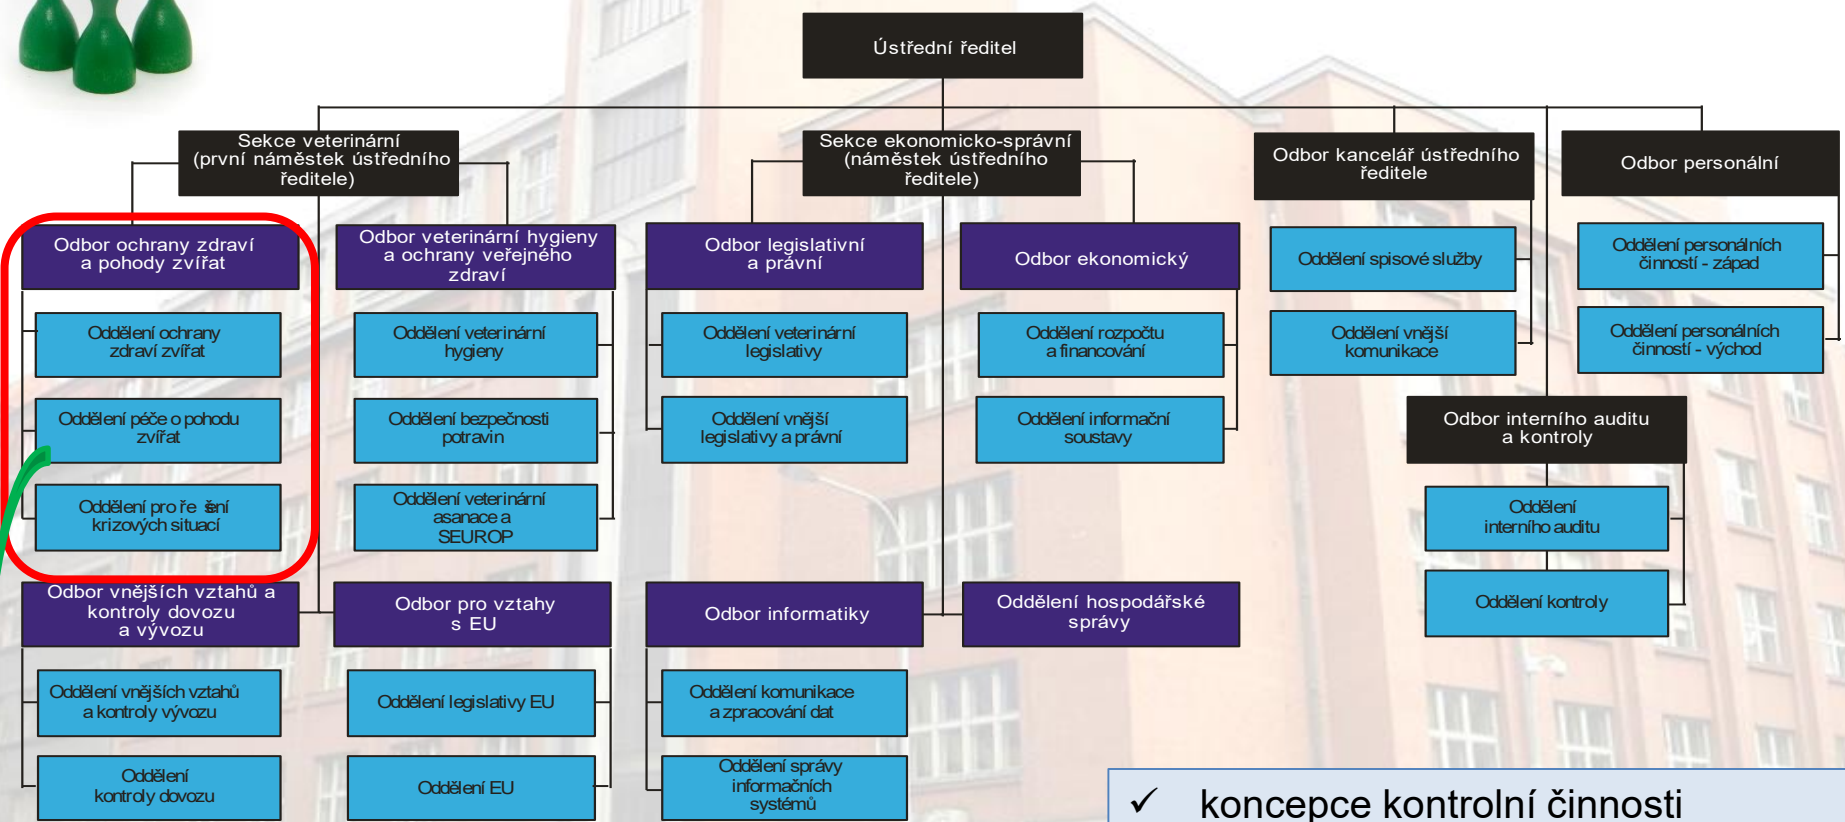 Ústřední ředitel
Sekce veterinární
(první náměstek ústředního
ředitele)
Sekce ekonomicko-správní
(náměstek ústředního
ředitele)
Odbor kancelář ústředního
ředitele
Odbor personální
Odbor ochrany zdraví
a pohody zvířat
Odbor veterinární hygieny
a ochrany veřejného
zdraví
Odbor legislativní
a právní
Odbor ekonomický
Oddělení spisové služby
Oddělení personálních
činností - západ
Oddělení ochrany
zdraví zvířat
Oddělení veterinární
hygieny
Oddělení veterinární
legislativy
Oddělení rozpočtu
a financování
Oddělení vnější
komunikace
Oddělení personálních
činností - východ
Oddělení péče o pohodu
zvířat
Oddělení bezpečnosti
potravin
Oddělení vnější
legislativy a právní
Oddělení informační
soustavy
Odbor interního auditu
a kontroly
Oddělení pro ře šení
krizových situací
Oddělení veterinární
asanace a
SEUROP
Oddělení
interního auditu
Odbor vnějších vztahů a
kontroly dovozu
a vývozu
Odbor pro vztahy
s EU
Odbor informatiky
Oddělení hospodářské
správy
Oddělení kontroly
Oddělení vnějších vztahů
a kontroly vývozu
Oddělení legislativy EU
Oddělení komunikace
a zpracování dat
Oddělení
kontroly dovozu
Oddělení EU
Oddělení správy
informačních
systémů
✓ koncepce kontrolní činnosti